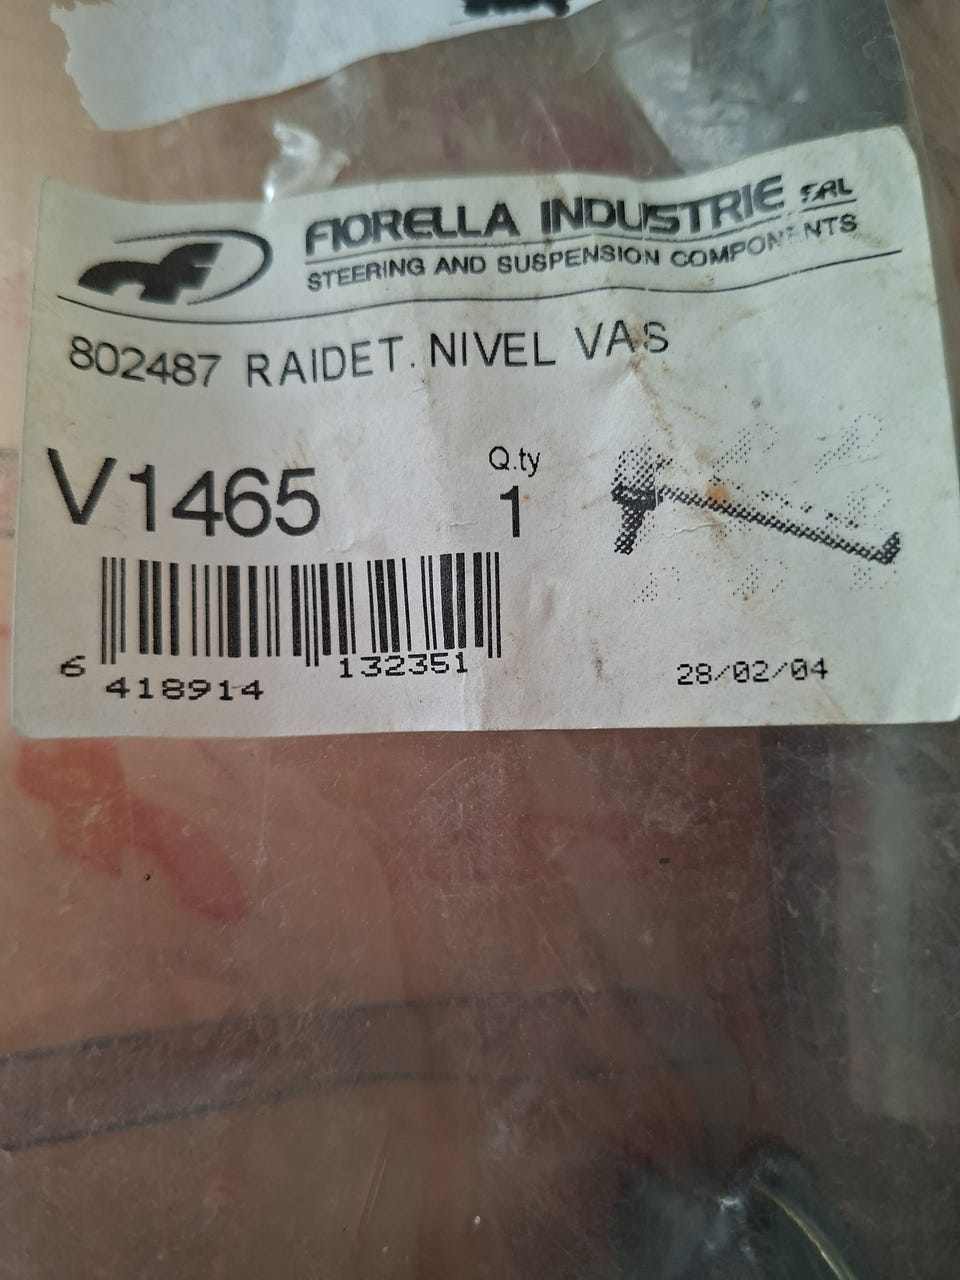 FIORELLA INDUSTRIE SRL
STEERING AND SUSPENSION COMPONENTS
802487 RAIDET. NIVEL VAS
V1465
Q.ty
1
6 418914 132351
28/02/04